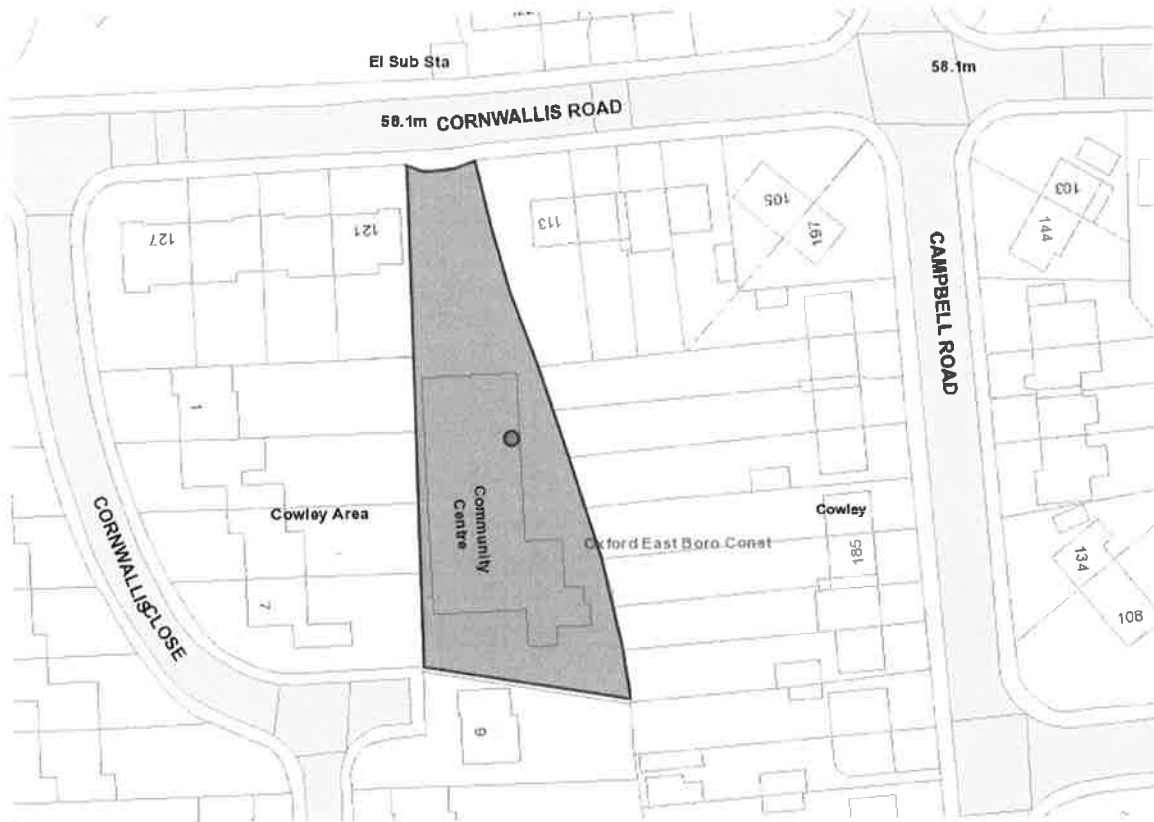 El Sub Sta
58.1m
58.1m CORNWALLIS ROAD
103
144
105
197
113
121
127
CAMPBELL ROAD
1
Community
Centre
Cowley Area
Cowley
Oxford East Boro Const
185
CORNWALLIS CLOSE
7
134
108
9